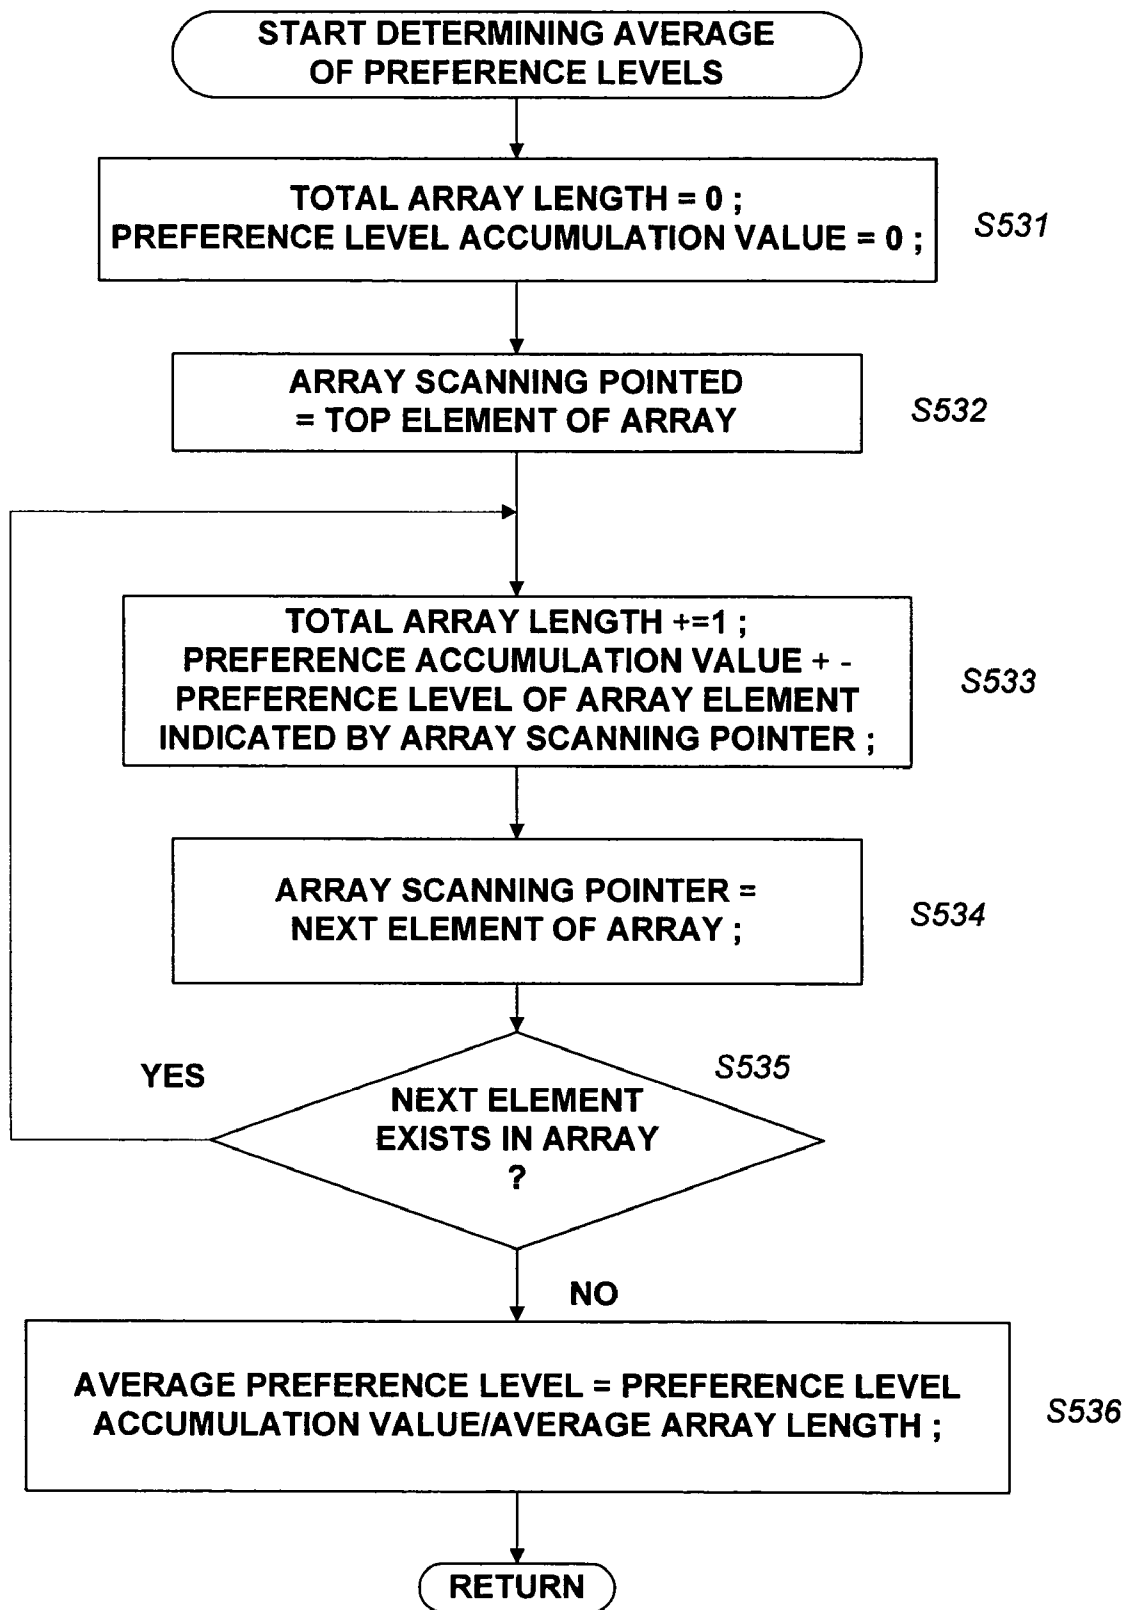 START DETERMINING AVERAGE
OF PREFERENCE LEVELS
TOTAL ARRAY LENGTH = 0 ;
PREFERENCE LEVEL ACCUMULATION VALUE = 0 ;
S531
ARRAY SCANNING POINTED
= TOP ELEMENT OF ARRAY
S532
TOTAL ARRAY LENGTH +=1 ;
PREFERENCE ACCUMULATION VALUE + -
PREFERENCE LEVEL OF ARRAY ELEMENT
INDICATED BY ARRAY SCANNING POINTER ;
S533
ARRAY SCANNING POINTER =
NEXT ELEMENT OF ARRAY ;
S534
YES
S535
NEXT ELEMENT
EXISTS IN ARRAY
?
NO
AVERAGE PREFERENCE LEVEL = PREFERENCE LEVEL
ACCUMULATION VALUE/AVERAGE ARRAY LENGTH ;
S536
RETURN